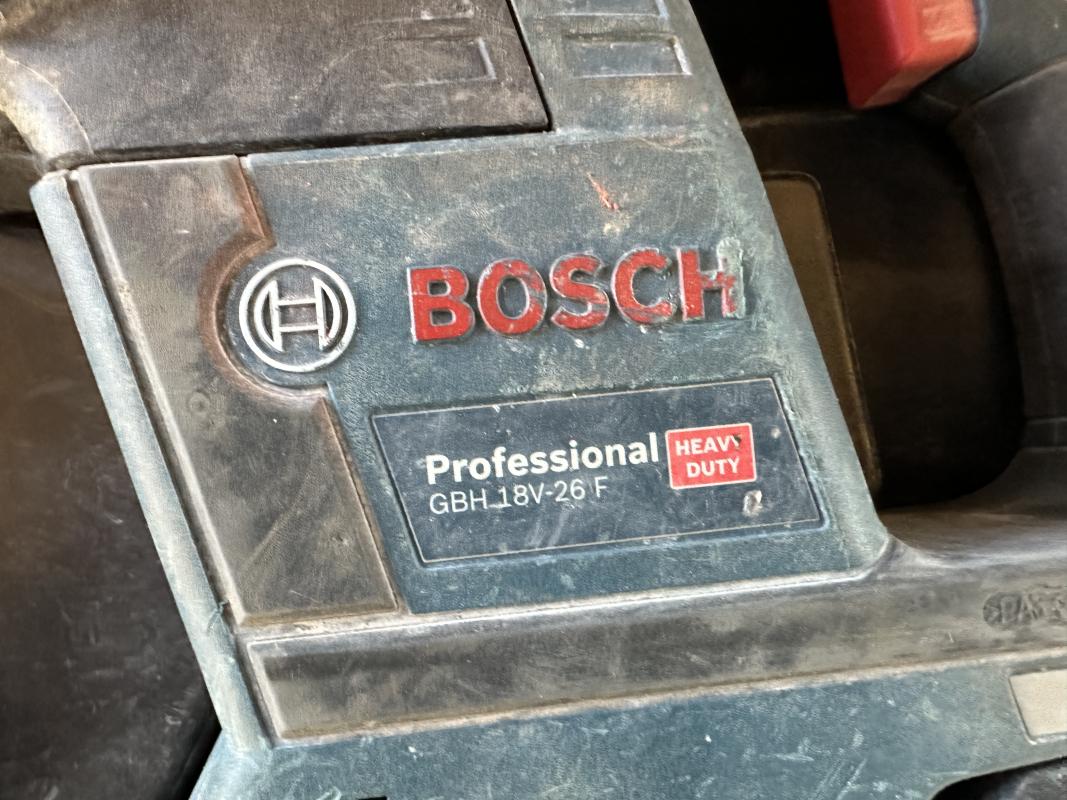 BOSCH
Professional
HEAVY
DUTY
GBH 18V-26 F